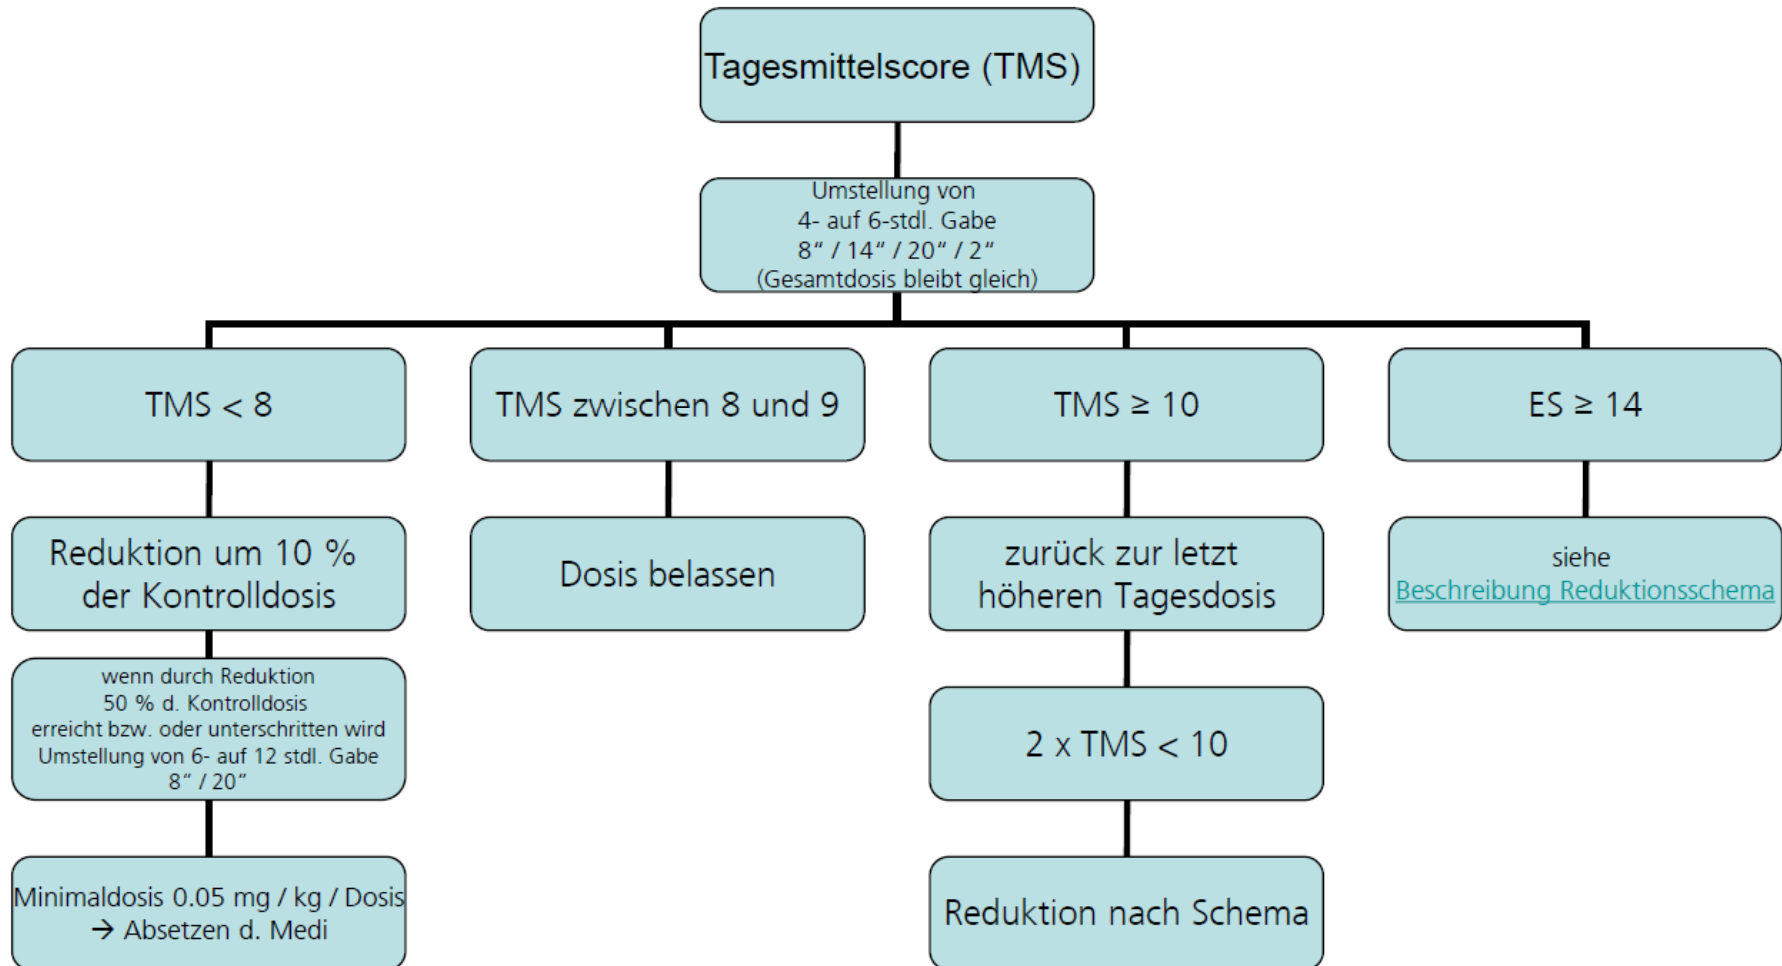 Tagesmittelscore (TMS)
Umstellung von
4- auf 6-stdl. Gabe
8“ / 14“ / 20“ / 2“
(Gesamtdosis bleibt gleich)
TMS < 8
TMS zwischen 8 und 9
TMS ≥ 10
ES ≥ 14
Reduktion um 10 %
der Kontrolldosis
Dosis belassen
zurück zur letzt
höheren Tagesdosis
siehe
Beschreibung Reduktionsschema
wenn durch Reduktion
50 % d. Kontrolldosis
erreicht bzw. oder unterschritten wird
Umstellung von 6- auf 12 stdl. Gabe
8“ / 20“
2 x TMS < 10
Minimaldosis 0.05 mg / kg / Dosis
→ Absetzen d. Medi
Reduktion nach Schema